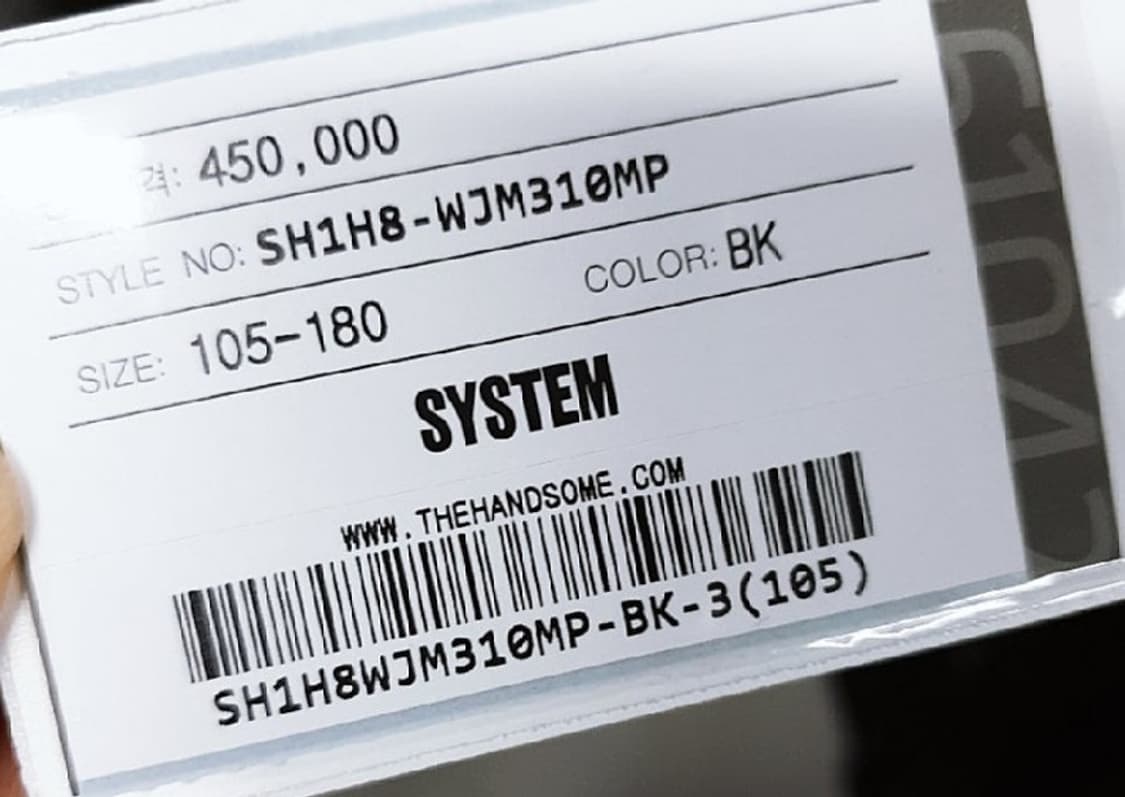 격: 450,000
STYLE NO: SH1H8-WJM310MP
SIZE: 105-180 COLOR: BK
SYSTEM
WWW.THEHANDSOME.COM
SH1H8WJM310MP-BK-3(105)